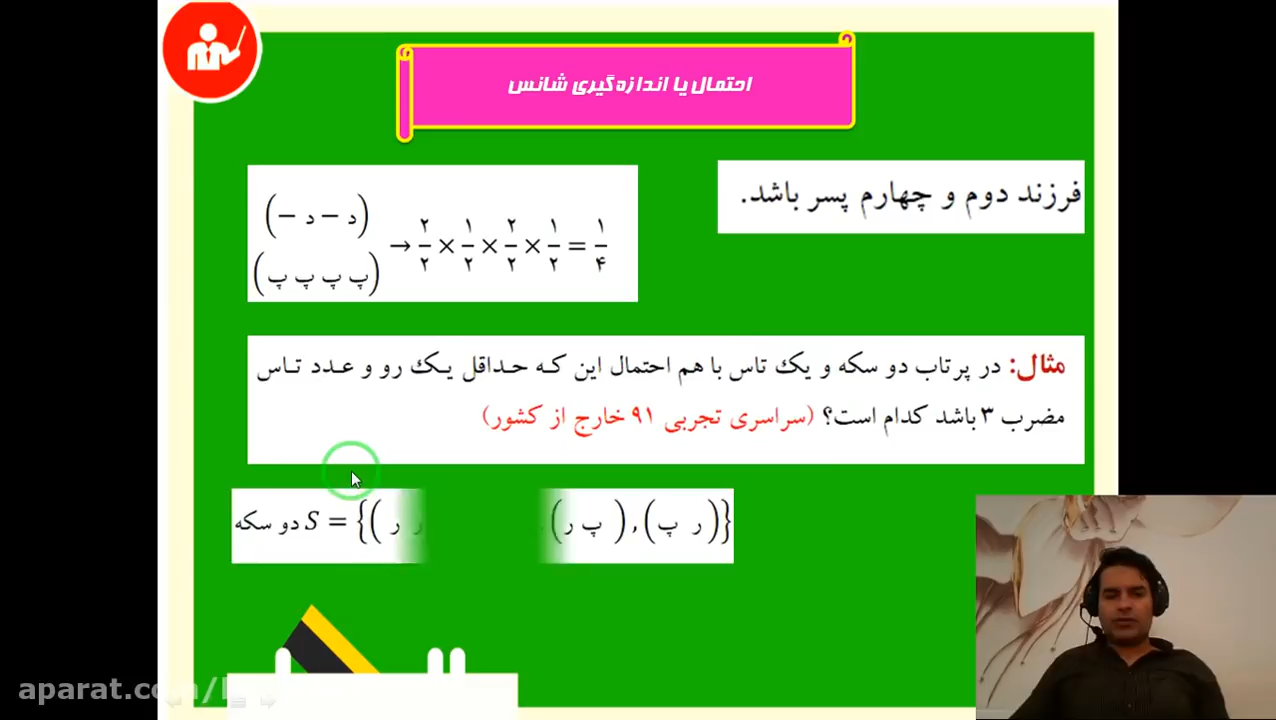 احتمال یا اندازه‌گیری شانس
فرزند دوم و چهارم پسر باشد.
(د – د –)
(پ پ پ پ)
→ ۲/۲ × ۱/۲ × ۲/۲ × ۱/۲ = ۱/۴
مثال: در پرتاب دو سکه و یک تاس با هم احتمال این که حداقل یک رو و عدد تاس
مضرب ۳ باشد کدام است؟ (سراسری تجربی ۹۱ خارج از کشور)
دو سکه S = {( ر ر , (پ ر), (ر پ)}
aparat.com/